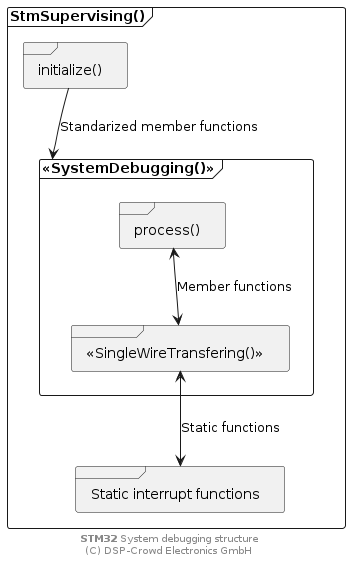 StmSupervising()
initialize()
Standarized member functions
«SystemDebugging()»
process()
Member functions
«SingleWireTransfering()»
Static functions
Static interrupt functions
STM32 System debugging structure
(C) DSP-Crowd Electronics GmbH